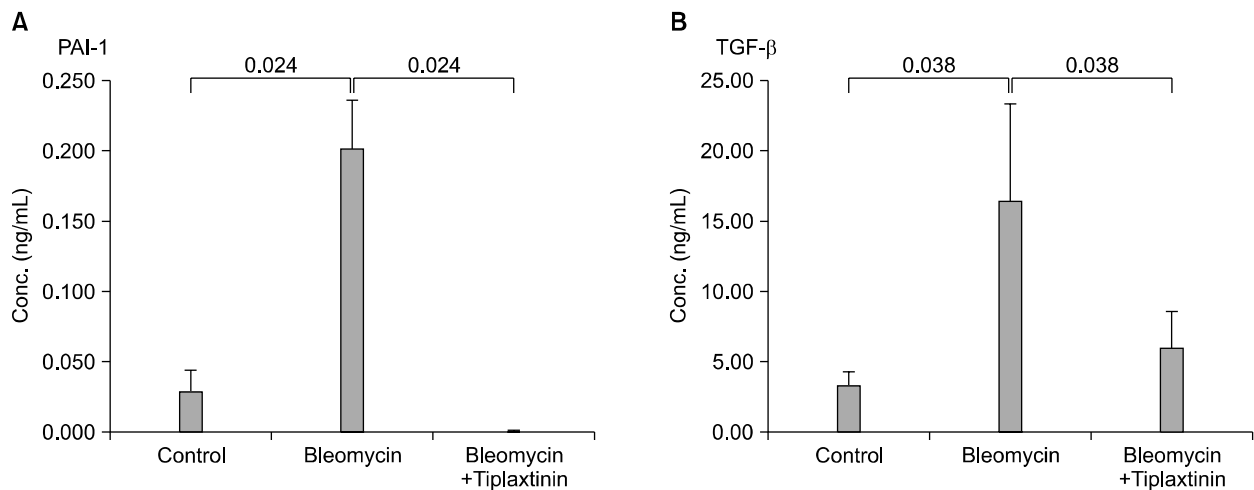 A
PAI-1
0.024
0.024
0.250
0.200
0.150
0.100
0.050
0.000
Conc. (ng/mL)
Control
Bleomycin
Bleomycin
+Tiplaxtinin
B
TGF-β
0.038
0.038
25.00
20.00
15.00
10.00
5.00
0.00
Conc. (ng/mL)
Control
Bleomycin
Bleomycin
+Tiplaxtinin